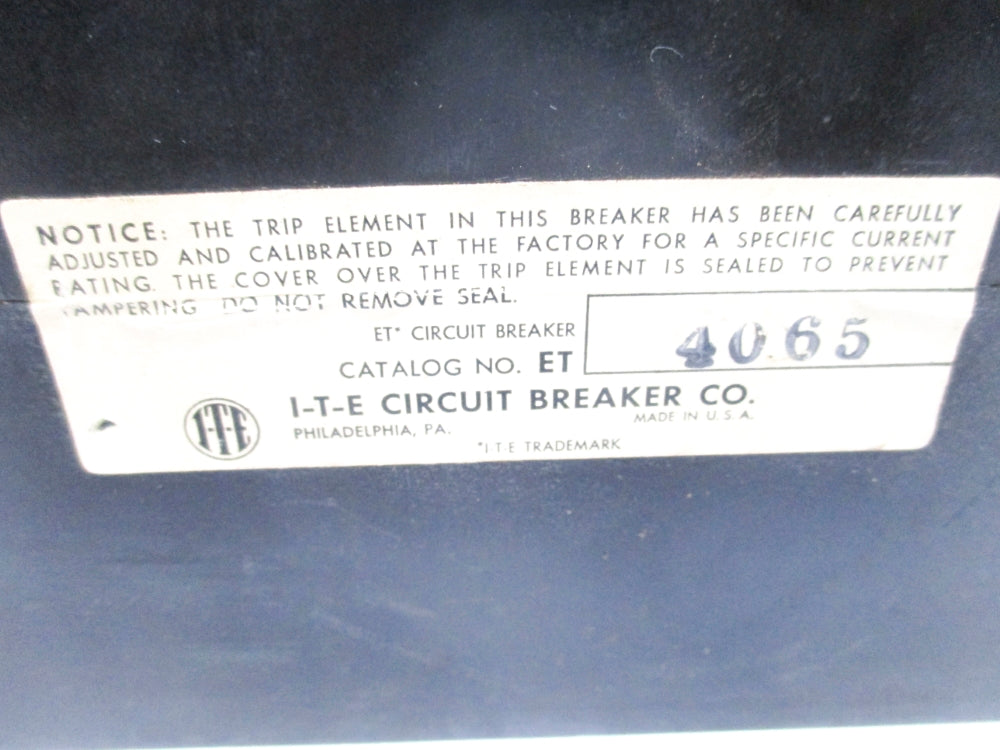 NOTICE: THE TRIP ELEMENT IN THIS BREAKER HAS BEEN CAREFULLY
ADJUSTED AND CALIBRATED AT THE FACTORY FOR A SPECIFIC CURRENT
RATING. THE COVER OVER THE TRIP ELEMENT IS SEALED TO PREVENT
TAMPERING DO NOT REMOVE SEAL.
ET* CIRCUIT BREAKER
CATALOG NO. ET 4065
I-T-E CIRCUIT BREAKER CO.
PHILADELPHIA, PA. MADE IN U.S.A.
*I-T-E TRADEMARK
I-T-E